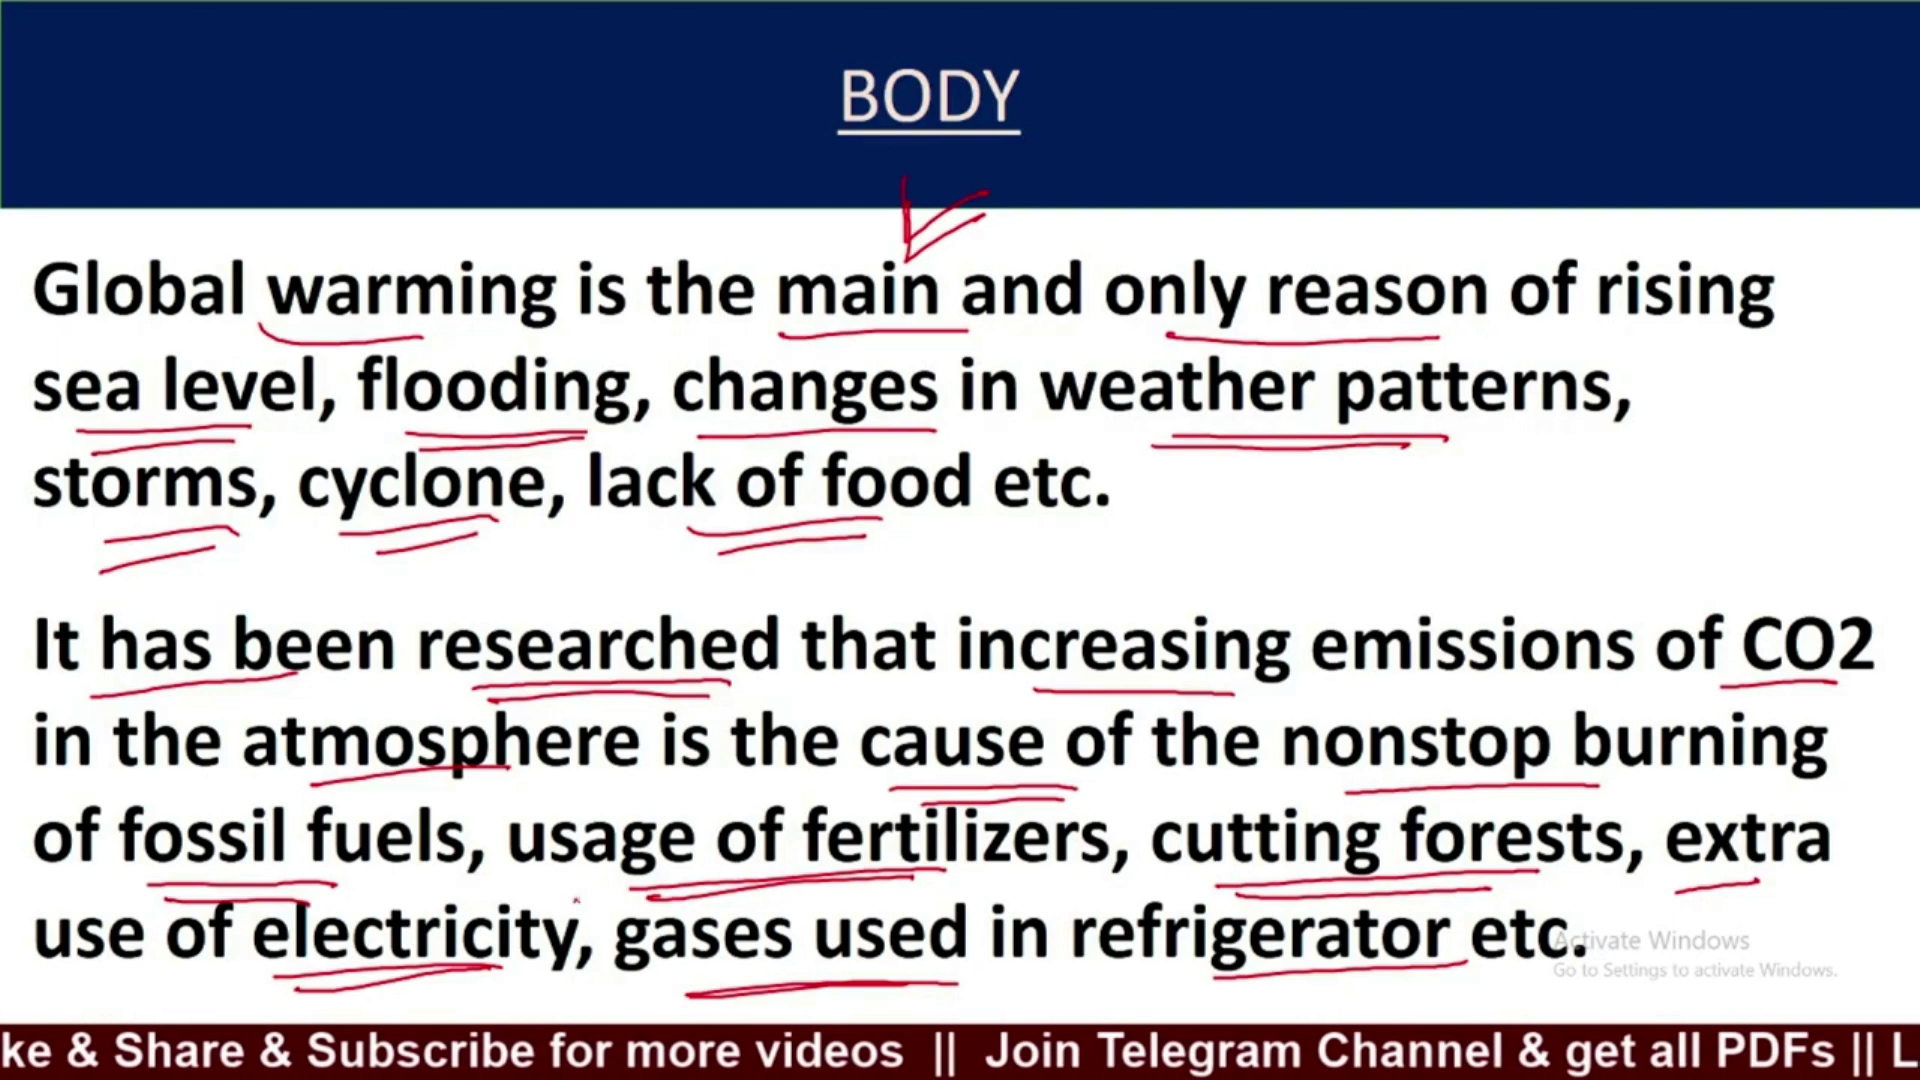 BODY
Global warming is the main and only reason of rising
sea level, flooding, changes in weather patterns,
storms, cyclone, lack of food etc.
It has been researched that increasing emissions of CO2
in the atmosphere is the cause of the nonstop burning
of fossil fuels, usage of fertilizers, cutting forests, extra
use of electricity, gases used in refrigerator etc.
Activate Windows
Go to Settings to activate Windows.
ke & Share & Subscribe for more videos || Join Telegram Channel & get all PDFs || L